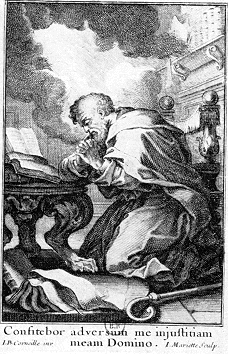 Confitebor adversum me injustitiam
meam Domino.
I.B. Corneille inv.
I. Mariette Sculp.